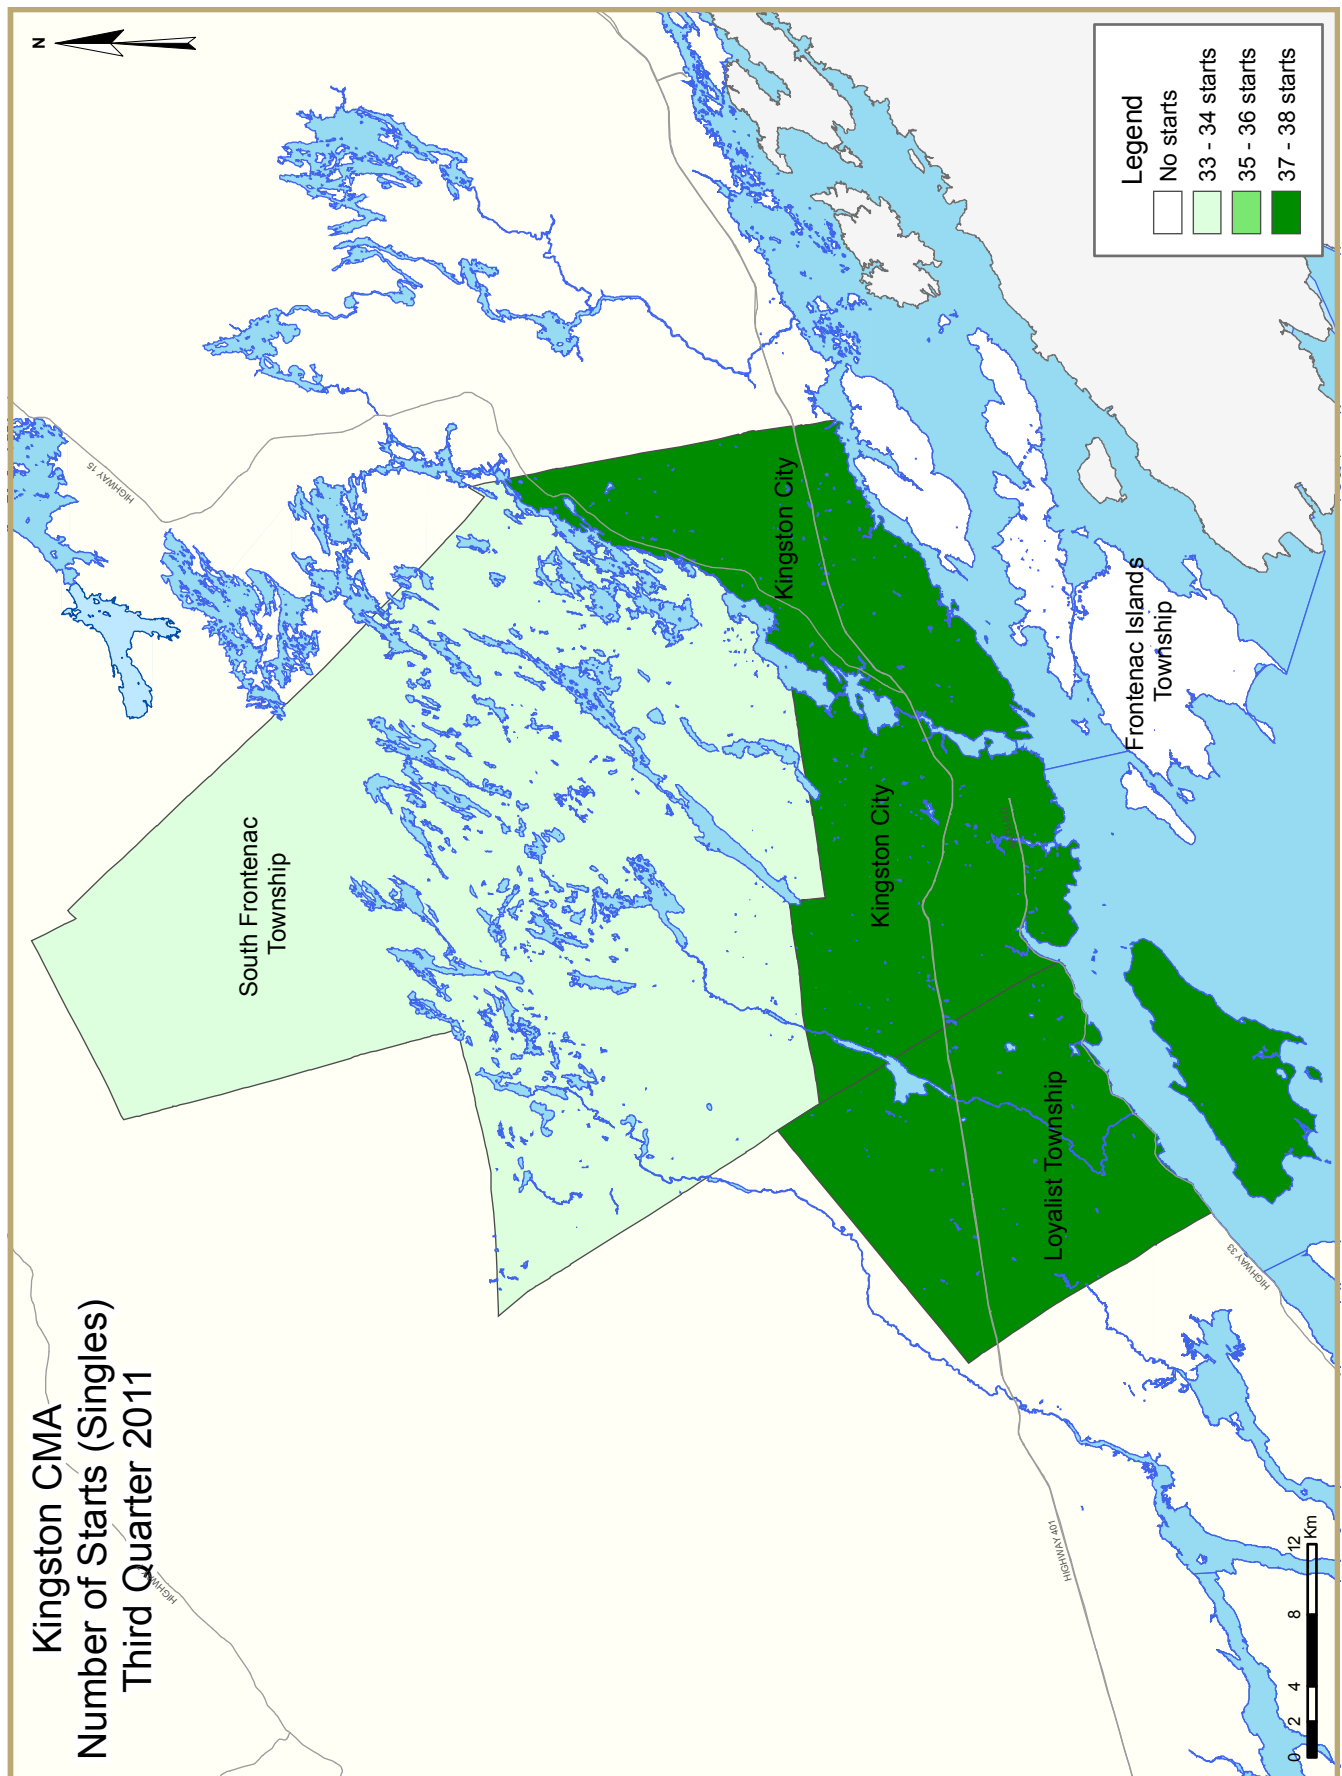 Kingston CMA
Number of Starts (Singles)
Third Quarter 2011
N
HIGHWAY
HIGHWAY 15
South Frontenac
Township
Kingston City
Kingston City
Loyalist Township
Frontenac Islands
Township
HIGHWAY 401
HIGHWAY 33
Legend
No starts
33 - 34 starts
35 - 36 starts
37 - 38 starts
0 2 4 8 12
Km